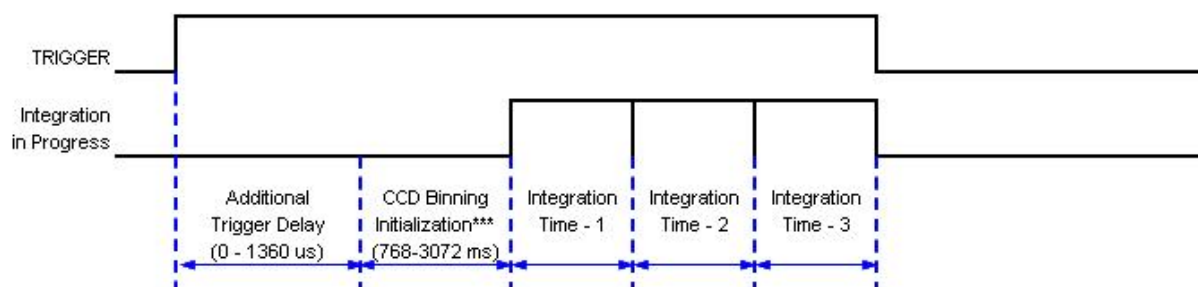 TRIGGER
Integration
in Progress
Additional
Trigger Delay
(0 - 1360 us)
CCD Binning
Initialization***
(768-3072 ms)
Integration
Time - 1
Integration
Time - 2
Integration
Time - 3